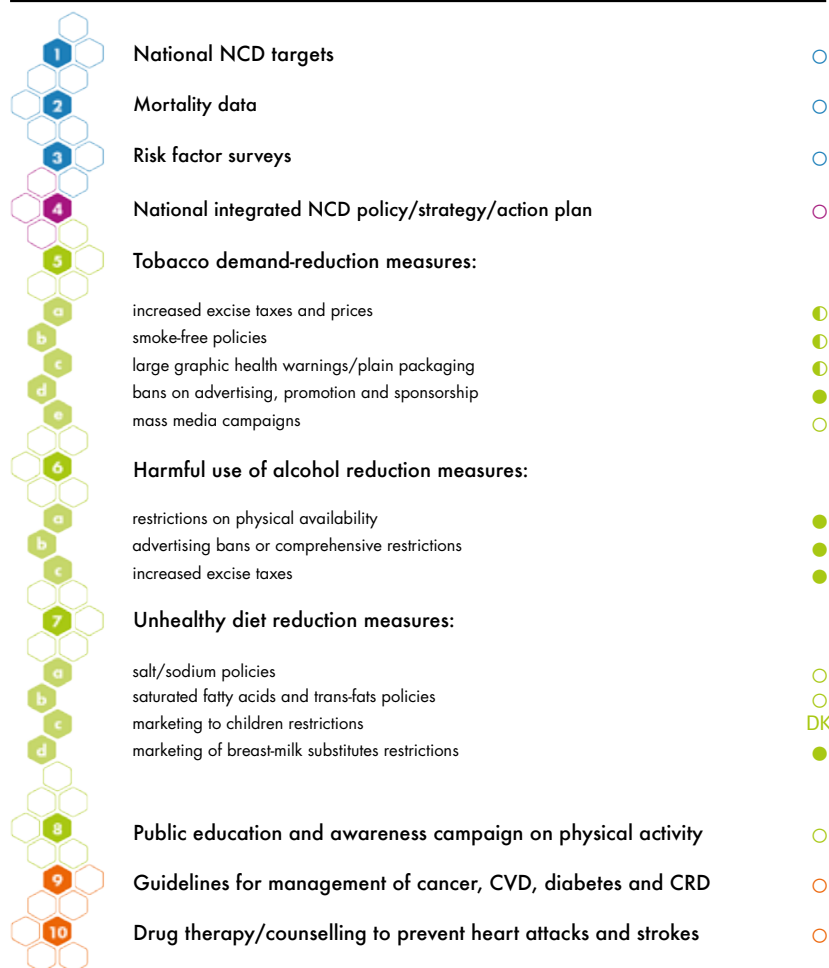 1 National NCD targets ○
2 Mortality data ○
3 Risk factor surveys ○
4 National integrated NCD policy/strategy/action plan ○
5 Tobacco demand-reduction measures:
a increased excise taxes and prices ◐
b smoke-free policies ◐
c large graphic health warnings/plain packaging ◐
d bans on advertising, promotion and sponsorship ●
e mass media campaigns ○
6 Harmful use of alcohol reduction measures:
a restrictions on physical availability ●
b advertising bans or comprehensive restrictions ●
c increased excise taxes ●
7 Unhealthy diet reduction measures:
a salt/sodium policies ○
b saturated fatty acids and trans-fats policies ○
c marketing to children restrictions DK
d marketing of breast-milk substitutes restrictions ●
8 Public education and awareness campaign on physical activity ○
9 Guidelines for management of cancer, CVD, diabetes and CRD ○
10 Drug therapy/counselling to prevent heart attacks and strokes ○